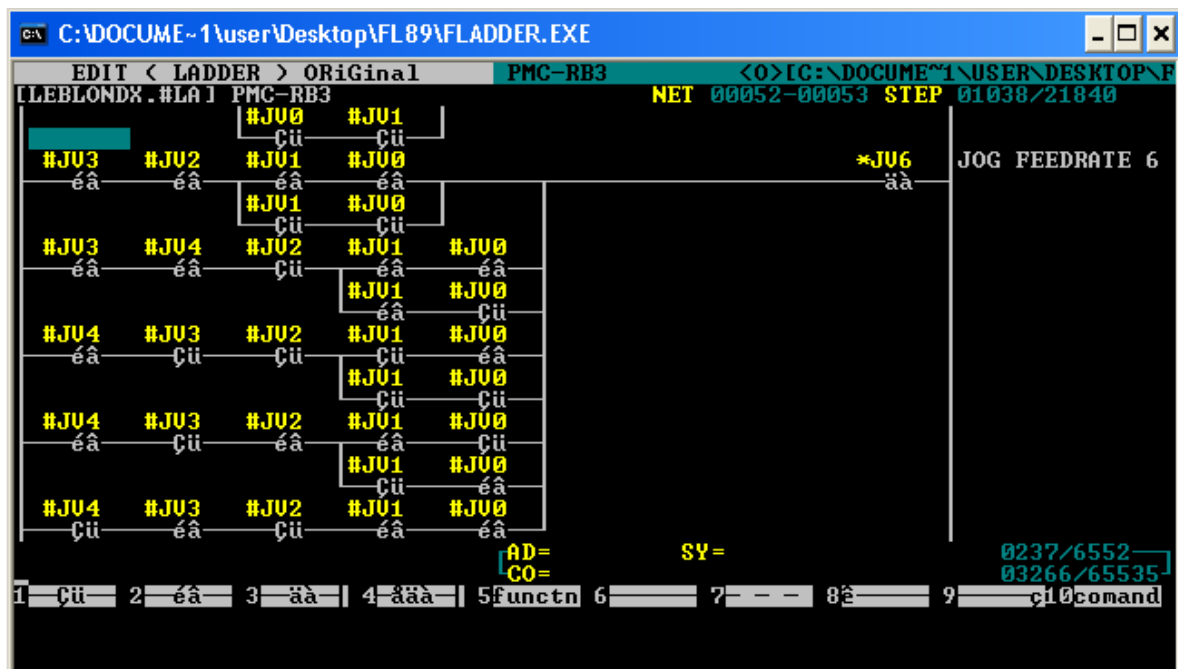 C:\DOCUME~1\user\Desktop\FL89\FLADDER.EXE
EDIT < LADDER > ORiGinal PMC-RB3 <O>[C:\DOCUME~1\USER\DESKTOP\F
[LEBLONDX.#LA] PMC-RB3 NET 00052-00053 STEP 01038/21840
#JV0 #JV1
Çü Çü
#JV3 #JV2 #JV1 #JV0 *JV6 JOG FEEDRATE 6
éâ éâ éâ éâ äà
#JV1 #JV0
Çü Çü
#JV3 #JV4 #JV2 #JV1 #JV0
éâ éâ Çü éâ éâ
#JV1 #JV0
éâ Çü
#JV4 #JV3 #JV2 #JV1 #JV0
éâ Çü Çü Çü éâ
#JV1 #JV0
Çü Çü
#JV4 #JV3 #JV2 #JV1 #JV0
éâ Çü éâ éâ Çü
#JV1 #JV0
Çü éâ
#JV4 #JV3 #JV2 #JV1 #JV0
Çü éâ Çü éâ éâ
AD= SY= 0237/6552
CO= 03266/65535
1 Çü 2 éâ 3 äà 4 åäà 5functn 6 7 - - - 8ê 9 ç10comand